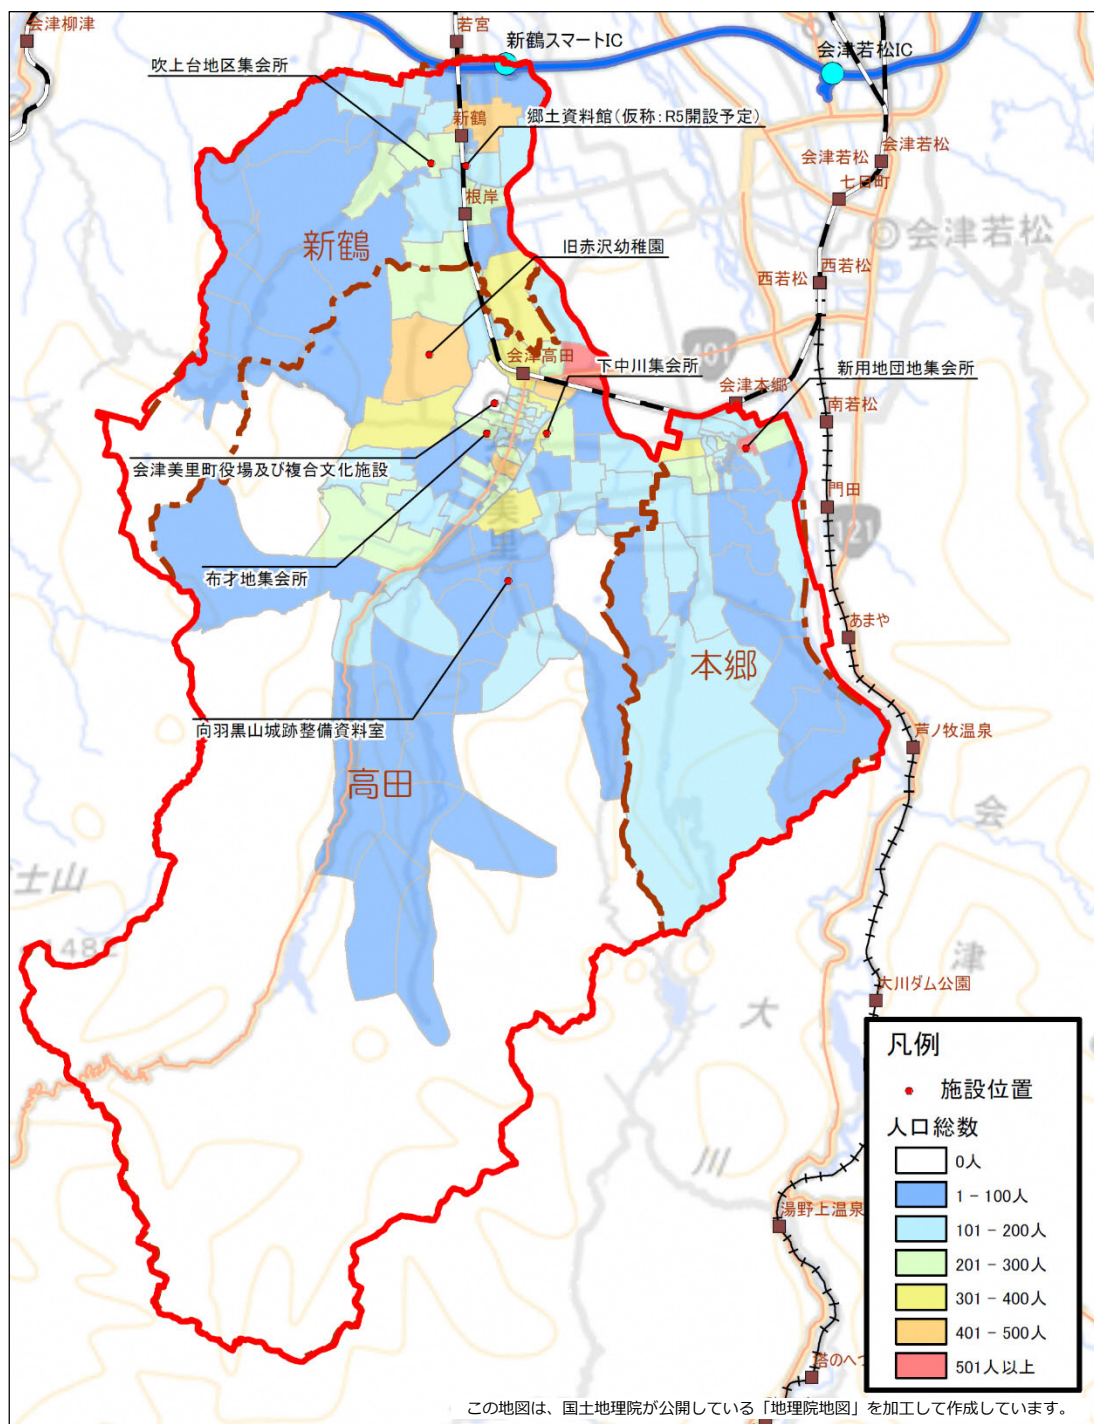 会津柳津
若宮
新鶴スマートIC
会津若松IC
吹上台地区集会所
郷土資料館(仮称:R5開設予定)
新鶴
会津若松
会津若松
七日町
根岸
新鶴
旧赤沢幼稚園
会津若松
西若松
西若松
会津高田
下中川集会所
新用地団地集会所
会津本郷
南若松
会津美里町役場及び複合文化施設
門田
美里
121
布才地集会所
あまや
本郷
向羽黒山城跡整備資料室
芦ノ牧温泉
高田
会
士山
1482
津
大川ダム公園
大
川
湯野上温泉
塔のへつ
凡例
施設位置
人口総数
0人
1 - 100人
101 - 200人
201 - 300人
301 - 400人
401 - 500人
501人以上
この地図は、国土地理院が公開している「地理院地図」を加工して作成しています。